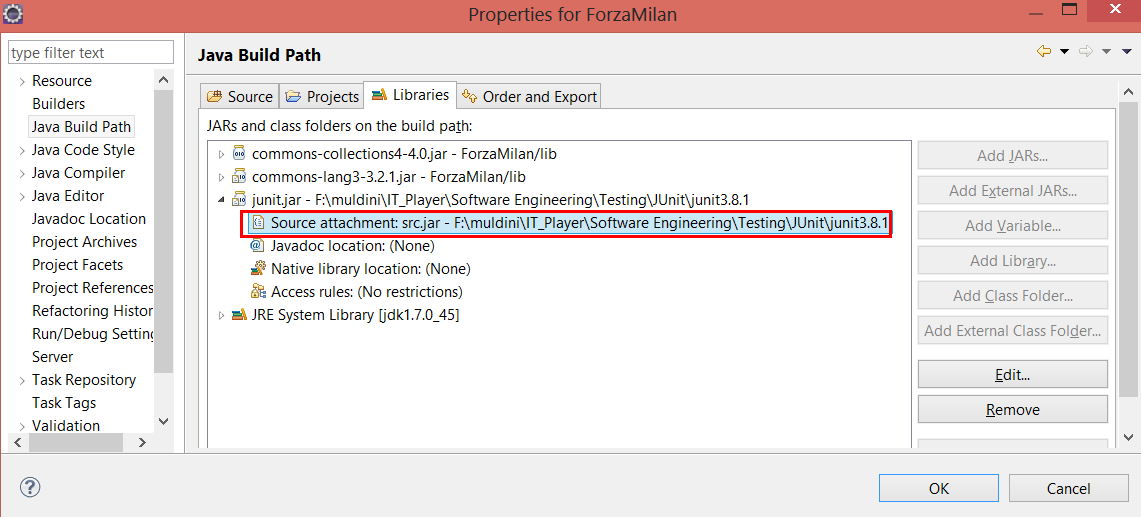 Properties for ForzaMilan
type filter text
Resource
Builders
Java Build Path
Java Code Style
Java Compiler
Java Editor
Javadoc Location
Project Archives
Project Facets
Project References
Refactoring Histor
Run/Debug Setting
Server
Task Repository
Task Tags
Validation
Java Build Path
Source Projects Libraries Order and Export
JARs and class folders on the build path:
commons-collections4-4.0.jar - ForzaMilan/lib
commons-lang3-3.2.1.jar - ForzaMilan/lib
junit.jar - F:\muldini\IT_Player\Software Engineering\Testing\JUnit\junit3.8.1
Source attachment: src.jar - F:\muldini\IT_Player\Software Engineering\Testing\JUnit\junit3.8.1
Javadoc location: (None)
Native library location: (None)
Access rules: (No restrictions)
JRE System Library [jdk1.7.0_45]
Add JARs...
Add External JARs...
Add Variable...
Add Library...
Add Class Folder...
Add External Class Folder...
Edit...
Remove
OK Cancel